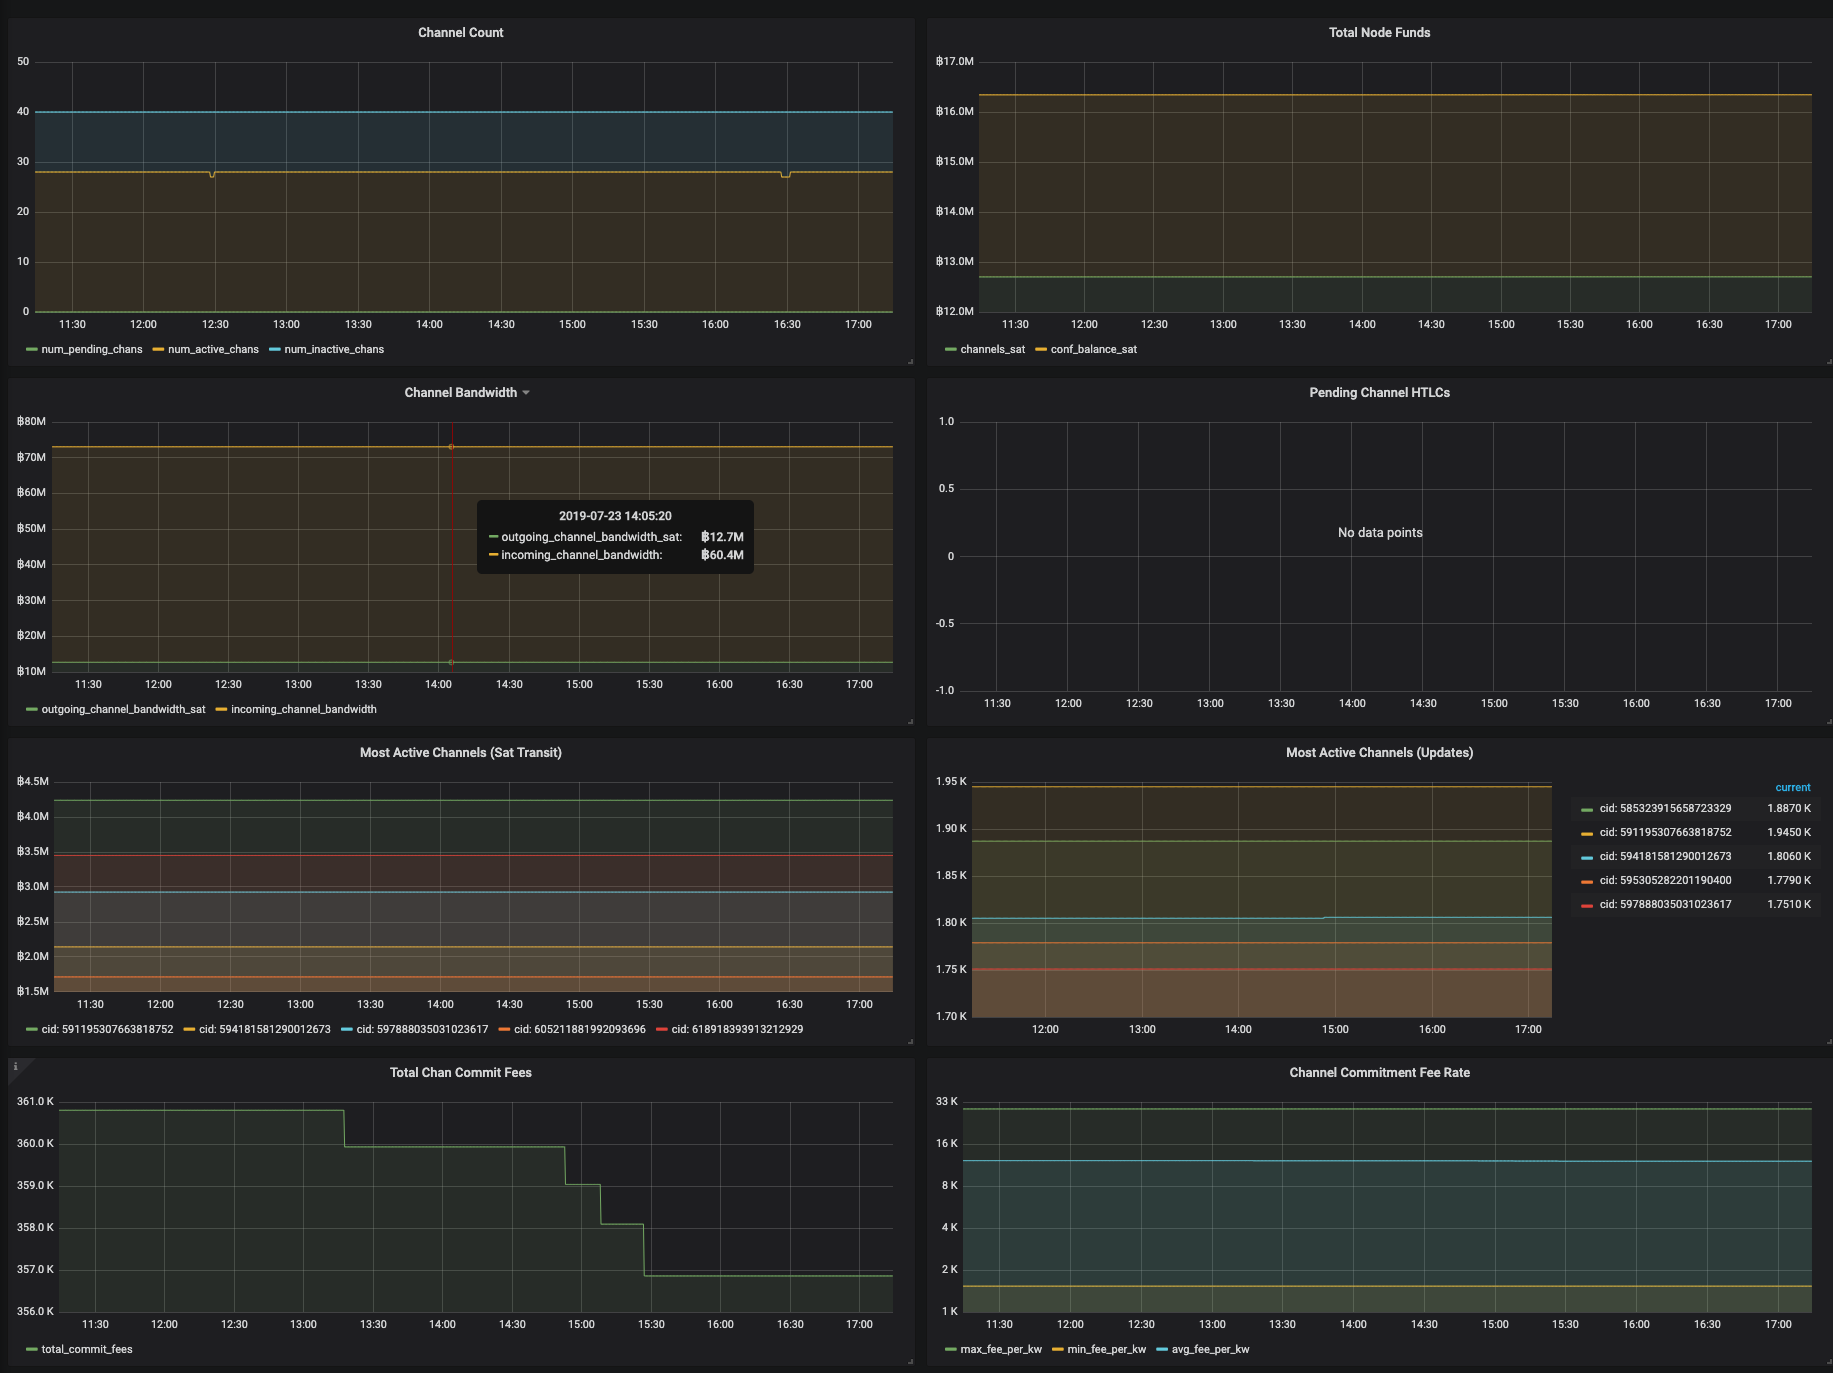 Channel Count
50
40
30
20
10
0
11:30 12:00 12:30 13:00 13:30 14:00 14:30 15:00 15:30 16:00 16:30 17:00
num_pending_chans num_active_chans num_inactive_chans
Total Node Funds
฿17.0M
฿16.0M
฿15.0M
฿14.0M
฿13.0M
฿12.0M
11:30 12:00 12:30 13:00 13:30 14:00 14:30 15:00 15:30 16:00 16:30 17:00
channels_sat conf_balance_sat
Channel Bandwidth
฿80M
฿70M
฿60M
฿50M
฿40M
฿30M
฿20M
฿10M
2019-07-23 14:05:20
outgoing_channel_bandwidth_sat: ฿12.7M
incoming_channel_bandwidth: ฿60.4M
11:30 12:00 12:30 13:00 13:30 14:00 14:30 15:00 15:30 16:00 16:30 17:00
outgoing_channel_bandwidth_sat incoming_channel_bandwidth
Pending Channel HTLCs
1.0
0.5
0
-0.5
-1.0
No data points
11:30 12:00 12:30 13:00 13:30 14:00 14:30 15:00 15:30 16:00 16:30 17:00
Most Active Channels (Sat Transit)
฿4.5M
฿4.0M
฿3.5M
฿3.0M
฿2.5M
฿2.0M
฿1.5M
11:30 12:00 12:30 13:00 13:30 14:00 14:30 15:00 15:30 16:00 16:30 17:00
cid: 591195307663818752 cid: 594181581290012673 cid: 597888035031023617 cid: 605211881992093696 cid: 618918393913212929
Most Active Channels (Updates)
1.95 K
1.90 K
1.85 K
1.80 K
1.75 K
1.70 K
12:00 13:00 14:00 15:00 16:00 17:00
current
cid: 585323915658723329 1.8870 K
cid: 591195307663818752 1.9450 K
cid: 594181581290012673 1.8060 K
cid: 595305282201190400 1.7790 K
cid: 597888035031023617 1.7510 K
i
Total Chan Commit Fees
361.0 K
360.0 K
359.0 K
358.0 K
357.0 K
356.0 K
11:30 12:00 12:30 13:00 13:30 14:00 14:30 15:00 15:30 16:00 16:30 17:00
total_commit_fees
Channel Commitment Fee Rate
33 K
16 K
8 K
4 K
2 K
1 K
11:30 12:00 12:30 13:00 13:30 14:00 14:30 15:00 15:30 16:00 16:30 17:00
max_fee_per_kw min_fee_per_kw avg_fee_per_kw